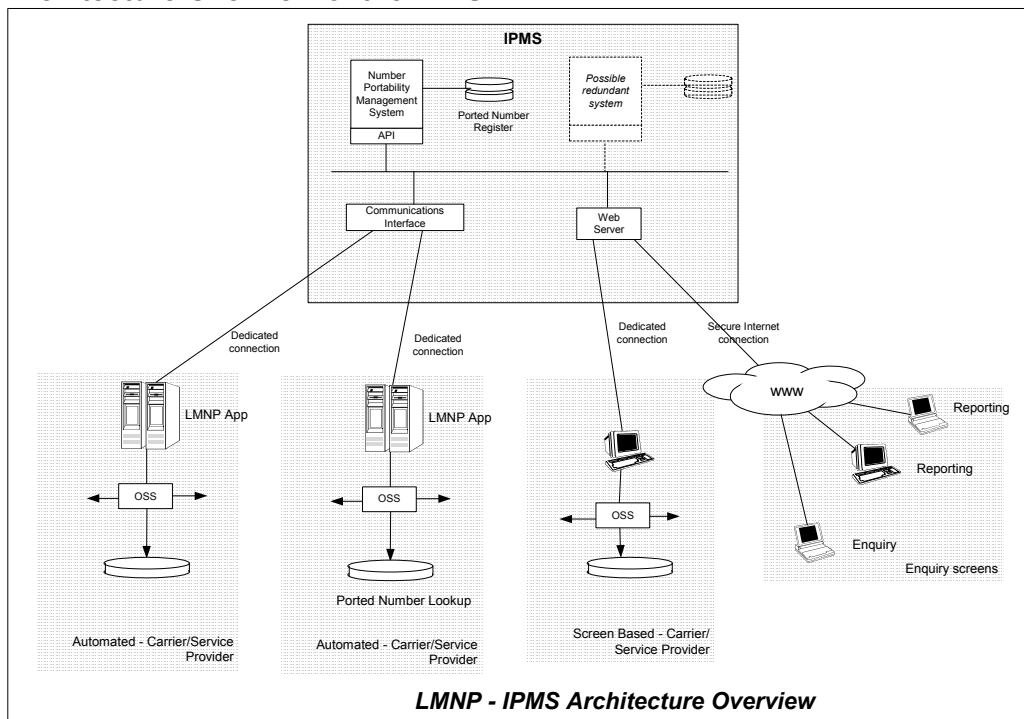 IPMS
Number
Portability
Management
System
API
Ported Number
Register
Possible
redundant
system
Communications
Interface
Web
Server
Dedicated
connection
Dedicated
connection
Dedicated
connection
Secure Internet
connection
LMNP App
LMNP App
WWW
Reporting
Reporting
OSS
OSS
OSS
Enquiry
Enquiry screens
Ported Number Lookup
Automated - Carrier/Service
Provider
Automated - Carrier/Service
Provider
Screen Based - Carrier/
Service Provider
LMNP - IPMS Architecture Overview